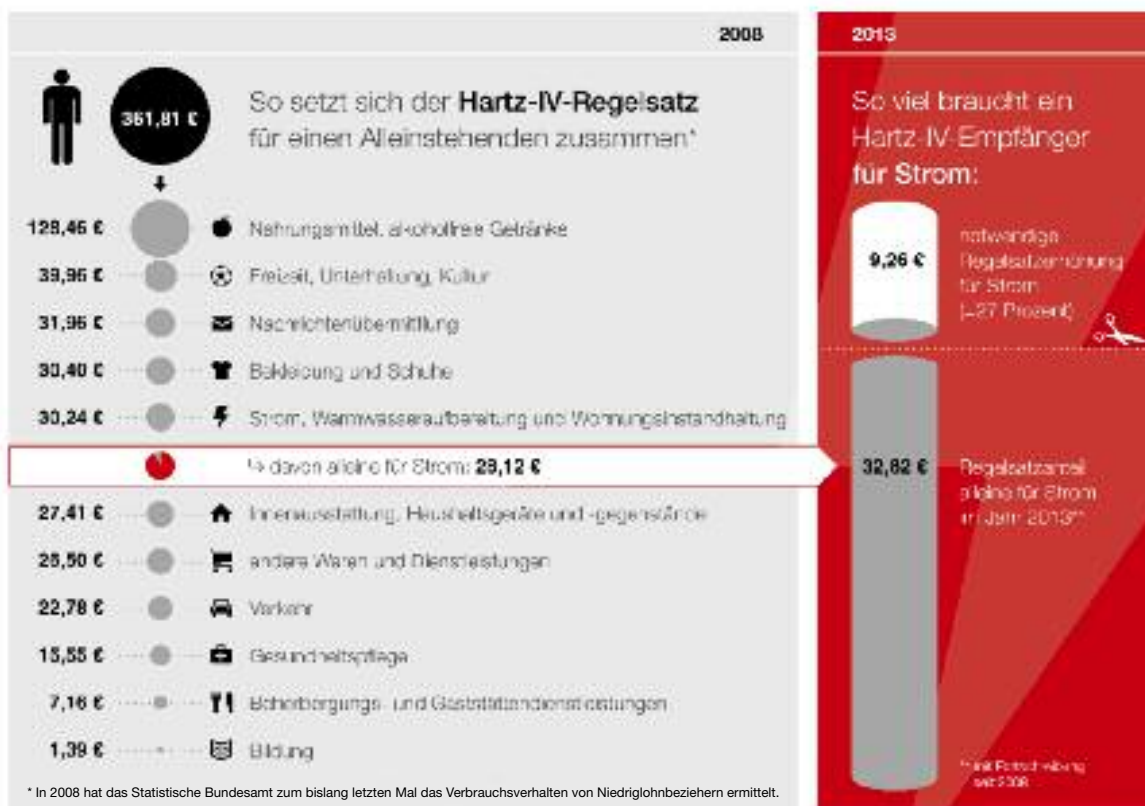 2008
361,81 €
So setzt sich der Hartz-IV-Regelsatz
für einen Alleinstehenden zusammen*
128,46 € Nahrungsmittel, alkoholfreie Getränke
39,96 € Freizeit, Unterhaltung, Kultur
31,96 € Nachrichtenübermittlung
30,40 € Bekleidung und Schuhe
30,24 € Strom, Warmwasseraufbereitung und Wohnungsinstandhaltung
↳ davon alleine für Strom: 28,12 €
27,41 € Innenausstattung, Haushaltsgeräte und -gegenstände
26,50 € andere Waren und Dienstleistungen
22,78 € Verkehr
15,55 € Gesundheitspflege
7,16 € Beherbergungs- und Gaststättendienstleistungen
1,39 € Bildung
* In 2008 hat das Statistische Bundesamt zum bislang letzten Mal das Verbrauchsverhalten von Niedriglohnbeziehern ermittelt.
2013
So viel braucht ein
Hartz-IV-Empfänger
für Strom:
9,26 €
notwendige
Regelsatzerhöhung
für Strom
(=27 Prozent)
32,82 €
Regelsatzanteil
alleine für Strom
im Jahr 2013**
** mit Fortschreibung
seit 2008